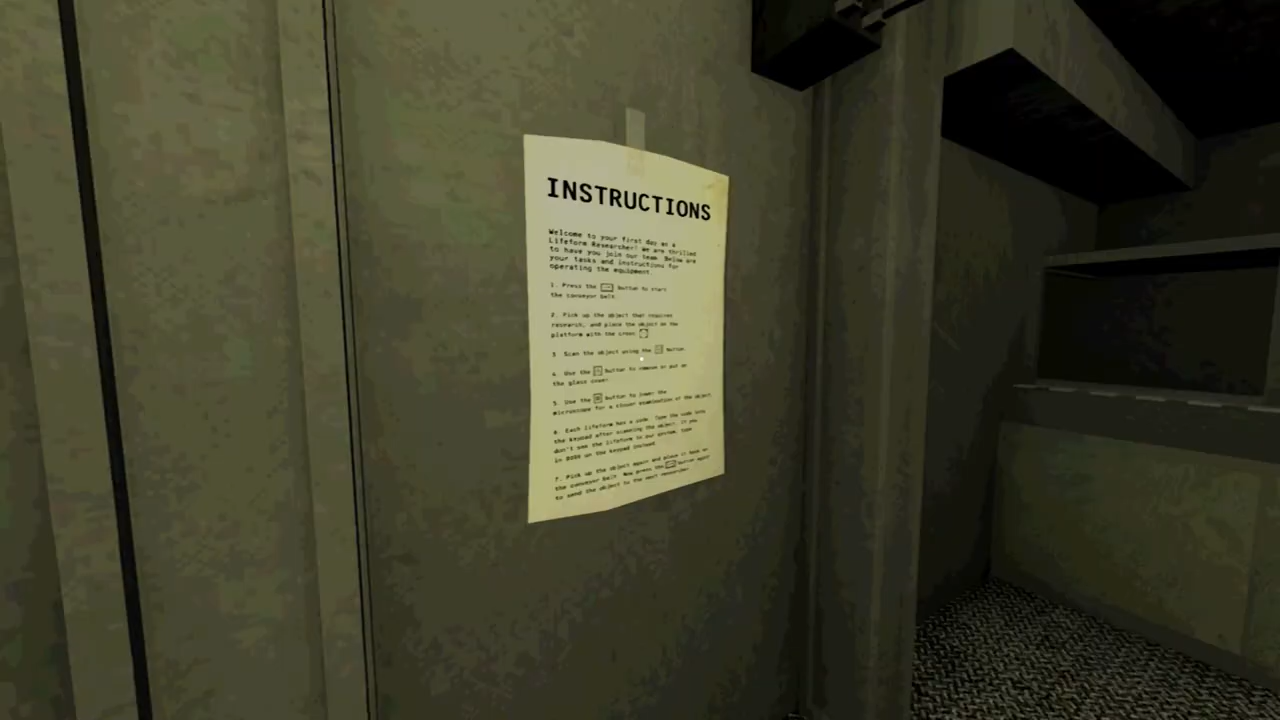 INSTRUCTIONS
Welcome to your first day as a
Lifeform Researcher! We are thrilled
to have you join our team. Below are
your tasks and instructions for
operating the equipment.
1. Press the button to start
the conveyor belt.
2. Pick up the object that requires
research, and place the object on the
platform with the cross
3. Scan the object using the button
4. Use the button to remove or put on
the glass cover
5. Use the button to lower the
microscope for a closer examination of the object.
6. Each lifeform has a code. Type the code into
the keypad after scanning the object. If you
don't see the lifeform in our system, type
in on the keypad instead.
7. Pick up the object again and place it back on
the conveyor belt. Now press the button again
to send the object to the next researcher.